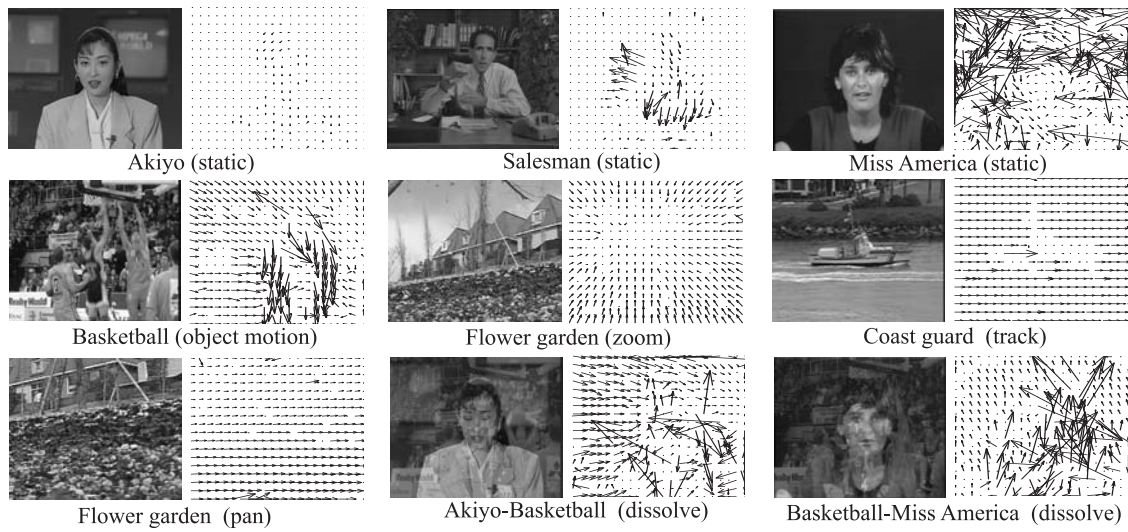 Akiyo (static)
Salesman (static)
Miss America (static)
Basketball (object motion)
Flower garden (zoom)
Coast guard (track)
Flower garden (pan)
Akiyo-Basketball (dissolve)
Basketball-Miss America (dissolve)